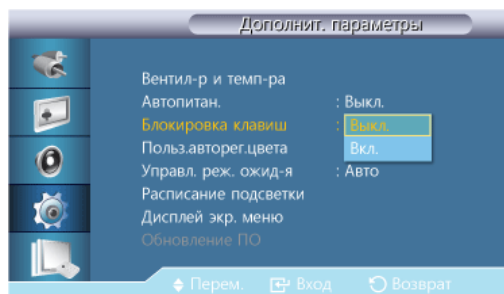 Дополнит. параметры
Вентил-р и темп-ра
Автопитан. : Выкл.
Блокировка клавиш : Выкл.
Вкл.
Польз.авторег.цвета
Управл. реж. ожид-я : Авто
Расписание подсветки
Дисплей экр. меню
Обновление ПО
Перем. Вход Возврат